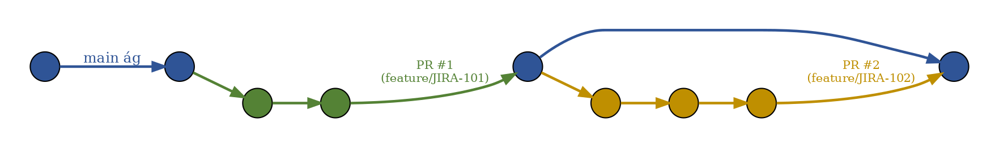 main ág
PR #1
(feature/JIRA-101)
PR #2
(feature/JIRA-102)